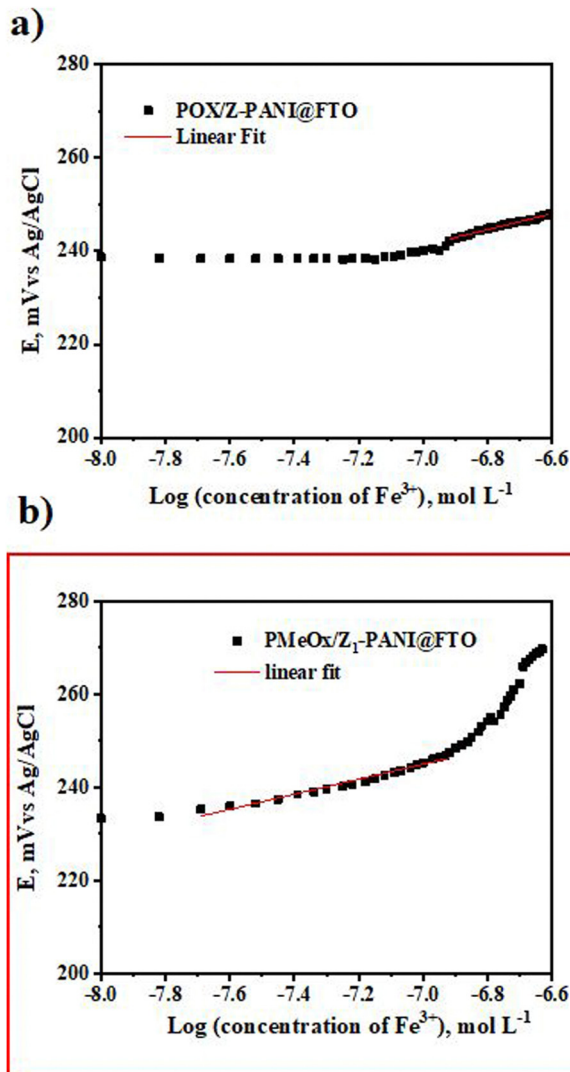 a)
280
260
240
220
200
E, mVvs Ag/AgCl
POX/Z-PANI@FTO
Linear Fit
-8.0 -7.8 -7.6 -7.4 -7.2 -7.0 -6.8 -6.6
Log (concentration of Fe³⁺), mol L⁻¹
b)
280
260
240
220
200
E, mVvs Ag/AgCl
PMeOx/Z₁-PANI@FTO
linear fit
-8.0 -7.8 -7.6 -7.4 -7.2 -7.0 -6.8 -6.6
Log (concentration of Fe³⁺), mol L⁻¹